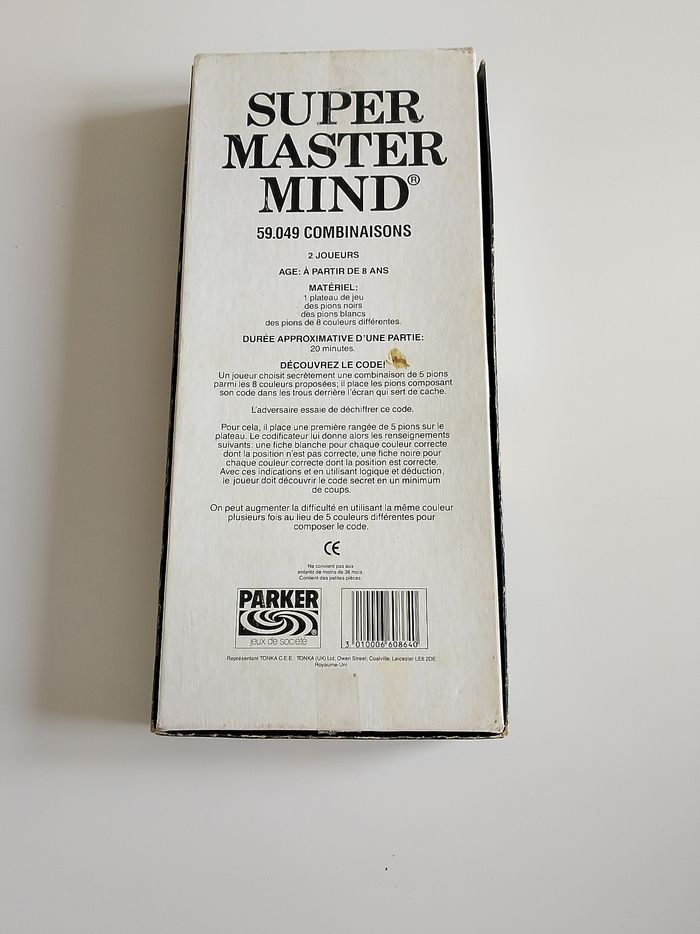 SUPER
MASTER
MIND®
59.049 COMBINAISONS
2 JOUEURS
AGE: À PARTIR DE 8 ANS
MATÉRIEL:
1 plateau de jeu
des pions noirs
des pions blancs
des pions de 8 couleurs différentes.
DURÉE APPROXIMATIVE D'UNE PARTIE:
20 minutes.
DÉCOUVREZ LE CODE!
Un joueur choisit secrètement une combinaison de 5 pions
parmi les 8 couleurs proposées; il place les pions composant
son code dans les trous derrière l'écran qui sert de cache.
L'adversaire essaie de déchiffrer ce code.
Pour cela, il place une première rangée de 5 pions sur le
plateau. Le codificateur lui donne alors les renseignements
suivants: une fiche blanche pour chaque couleur correcte
dont la position n'est pas correcte, une fiche noire pour
chaque couleur correcte dont la position est correcte.
Avec ces indications et en utilisant logique et déduction,
le joueur doit découvrir le code secret en un minimum
de coups.
On peut augmenter la difficulté en utilisant la même couleur
plusieurs fois au lieu de 5 couleurs différentes pour
composer le code.
CE
Ne convient pas aux
enfants de moins de 36 mois.
Contient des petites pièces.
PARKER
®
jeux de société
3 010006 608640
Représentant TONKA C.E.E.: TONKA (UK) Ltd, Owen Street, Coalville, Leicester LE6 2DE
Royaume-Uni